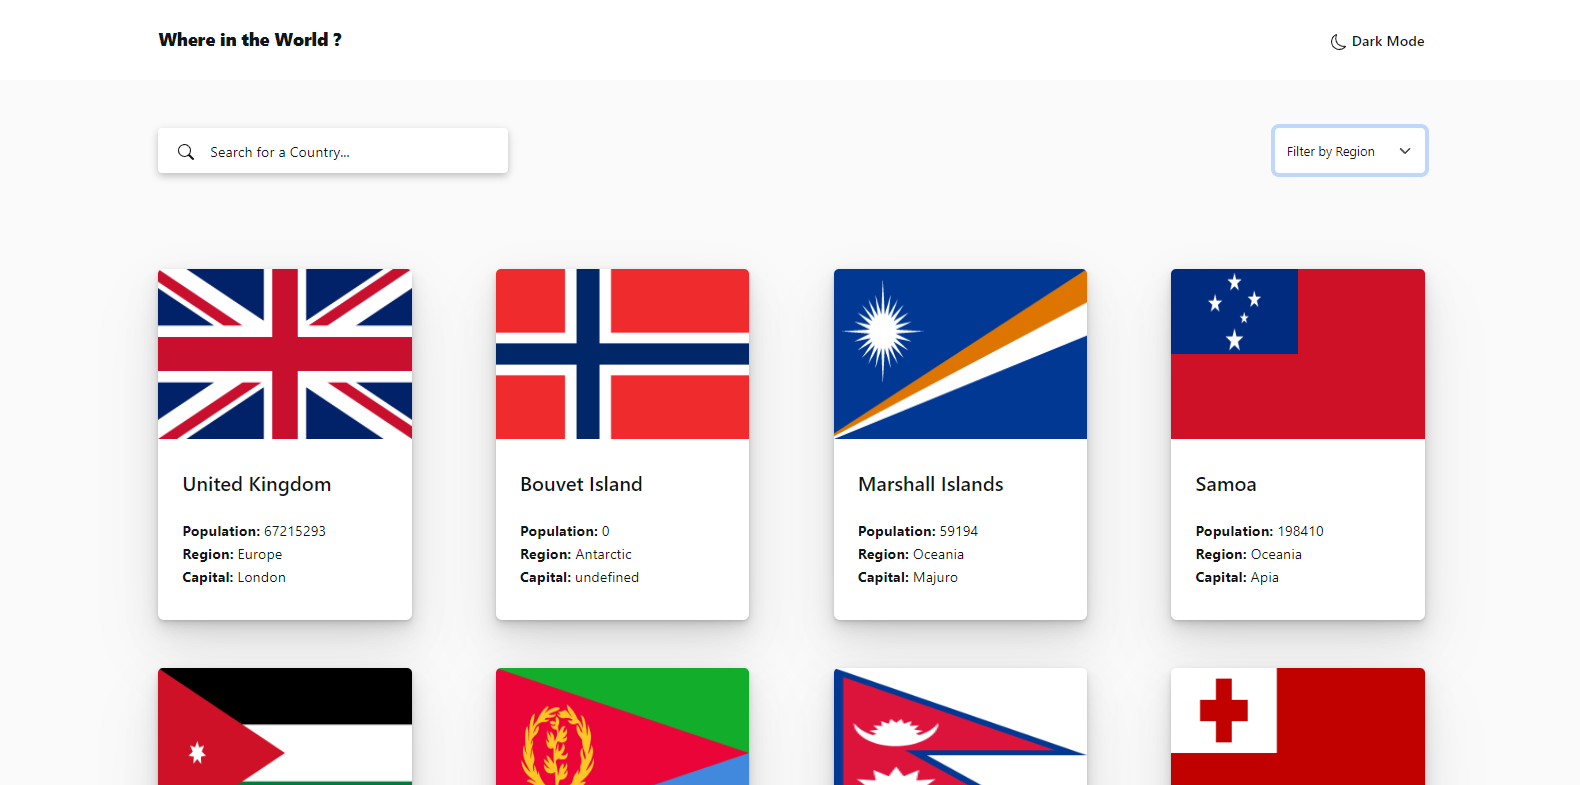 Where in the World ?
Dark Mode
Search for a Country...
Filter by Region
United Kingdom
Population: 67215293
Region: Europe
Capital: London
Bouvet Island
Population: 0
Region: Antarctic
Capital: undefined
Marshall Islands
Population: 59194
Region: Oceania
Capital: Majuro
Samoa
Population: 198410
Region: Oceania
Capital: Apia